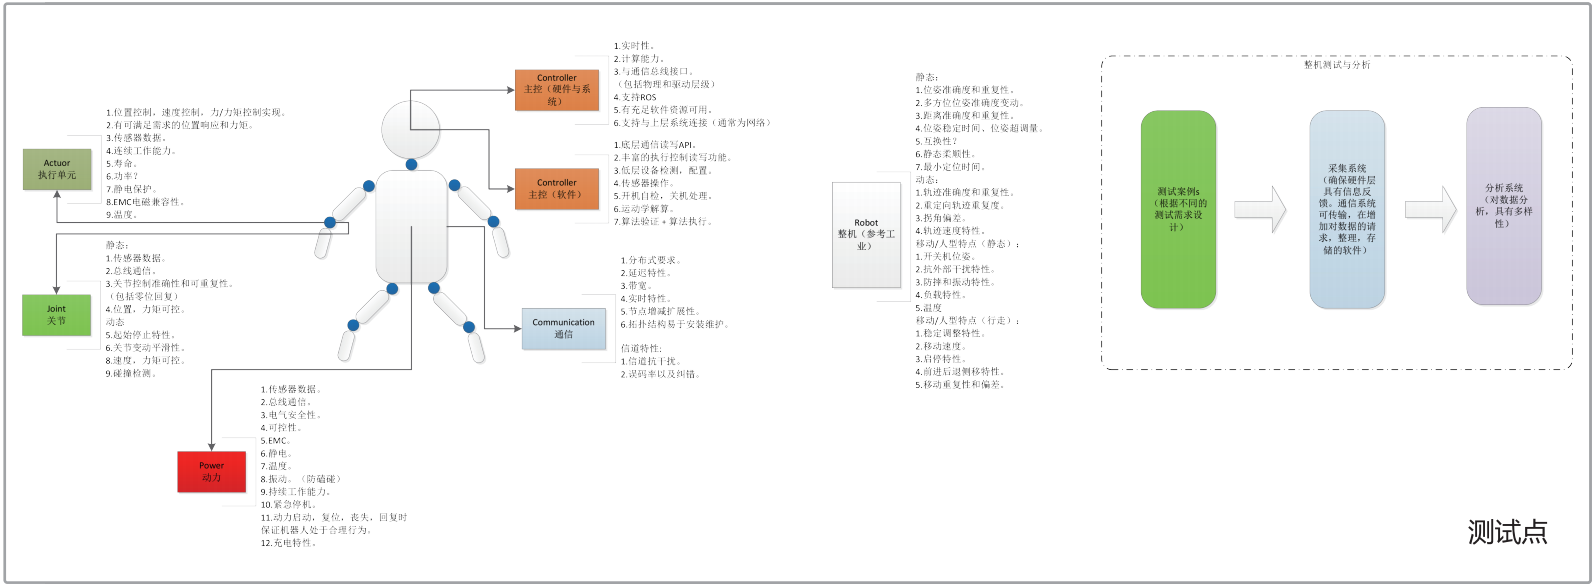 Actuor
执行单元
1.位置控制，速度控制，力/力矩控制实现。
2.有可满足需求的位置响应和力矩。
3.传感器数据。
4.连续工作能力。
5.寿命。
6.功率?
7.静电保护。
8.EMC电磁兼容性。
9.温度。
Joint
关节
静态：
1.传感器数据。
2.总线通信。
3.关节控制准确性和可重复性。
（包括零位回复）
4.位置，力矩可控。
动态
5.起始停止特性。
6.关节变动平滑性。
8.速度，力矩可控。
9.碰撞检测。
Power
动力
1.传感器数据。
2.总线通信。
3.电气安全性。
4.可控性。
5.EMC。
6.静电。
7.温度。
8.振动。（防磕碰）
9.持续工作能力。
10.紧急停机。
11.动力启动，复位，丧失，回复时
保证机器人处于合理行为。
12.充电特性。
Controller
主控（硬件与系
统）
1.实时性。
2.计算能力。
3.与通信总线接口。
（包括物理和驱动层级）
4.支持ROS
5.有充足软件资源可用。
6.支持与上层系统连接（通常为网络）
Controller
主控（软件）
1.底层通信读写API。
2.丰富的执行控制读写功能。
3.低层设备检测，配置。
4.传感器操作。
5.开机自检，关机处理。
6.运动学解算。
7.算法验证 + 算法执行。
Communication
通信
1.分布式要求。
2.延迟特性。
3.带宽。
4.实时特性。
5.节点增减扩展性。
6.拓扑结构易于安装维护。
信道特性:
1.信道抗干扰。
2.误码率以及纠错。
Robot
整机（参考工
业）
静态：
1.位姿准确度和重复性。
2.多方位位姿准确度变动。
3.距离准确度和重复性。
4.位姿稳定时间、位姿超调量。
5.互换性?
6.静态柔顺性。
7.最小定位时间。
动态：
1.轨迹准确度和重复性。
2.重定向轨迹重复度。
3.拐角偏差。
4.轨迹速度特性。
移动/人型特点（静态）：
1.开关机位姿。
2.抗外部干扰特性。
3.防摔和振动特性。
4.负载特性。
5.温度
移动/人型特点（行走）：
1.稳定调整特性。
2.移动速度。
3.启停特性。
4.前进后退侧移特性。
5.移动重复性和偏差。
整机测试与分析
测试案例s
（根据不同的
测试需求设
计）
采集系统
（确保硬件层
具有信息反
馈。通信系统
可传输，在增
加对数据的请
求，整理，存
储的软件）
分析系统
（对数据分
析，具有多样
性）
测试点